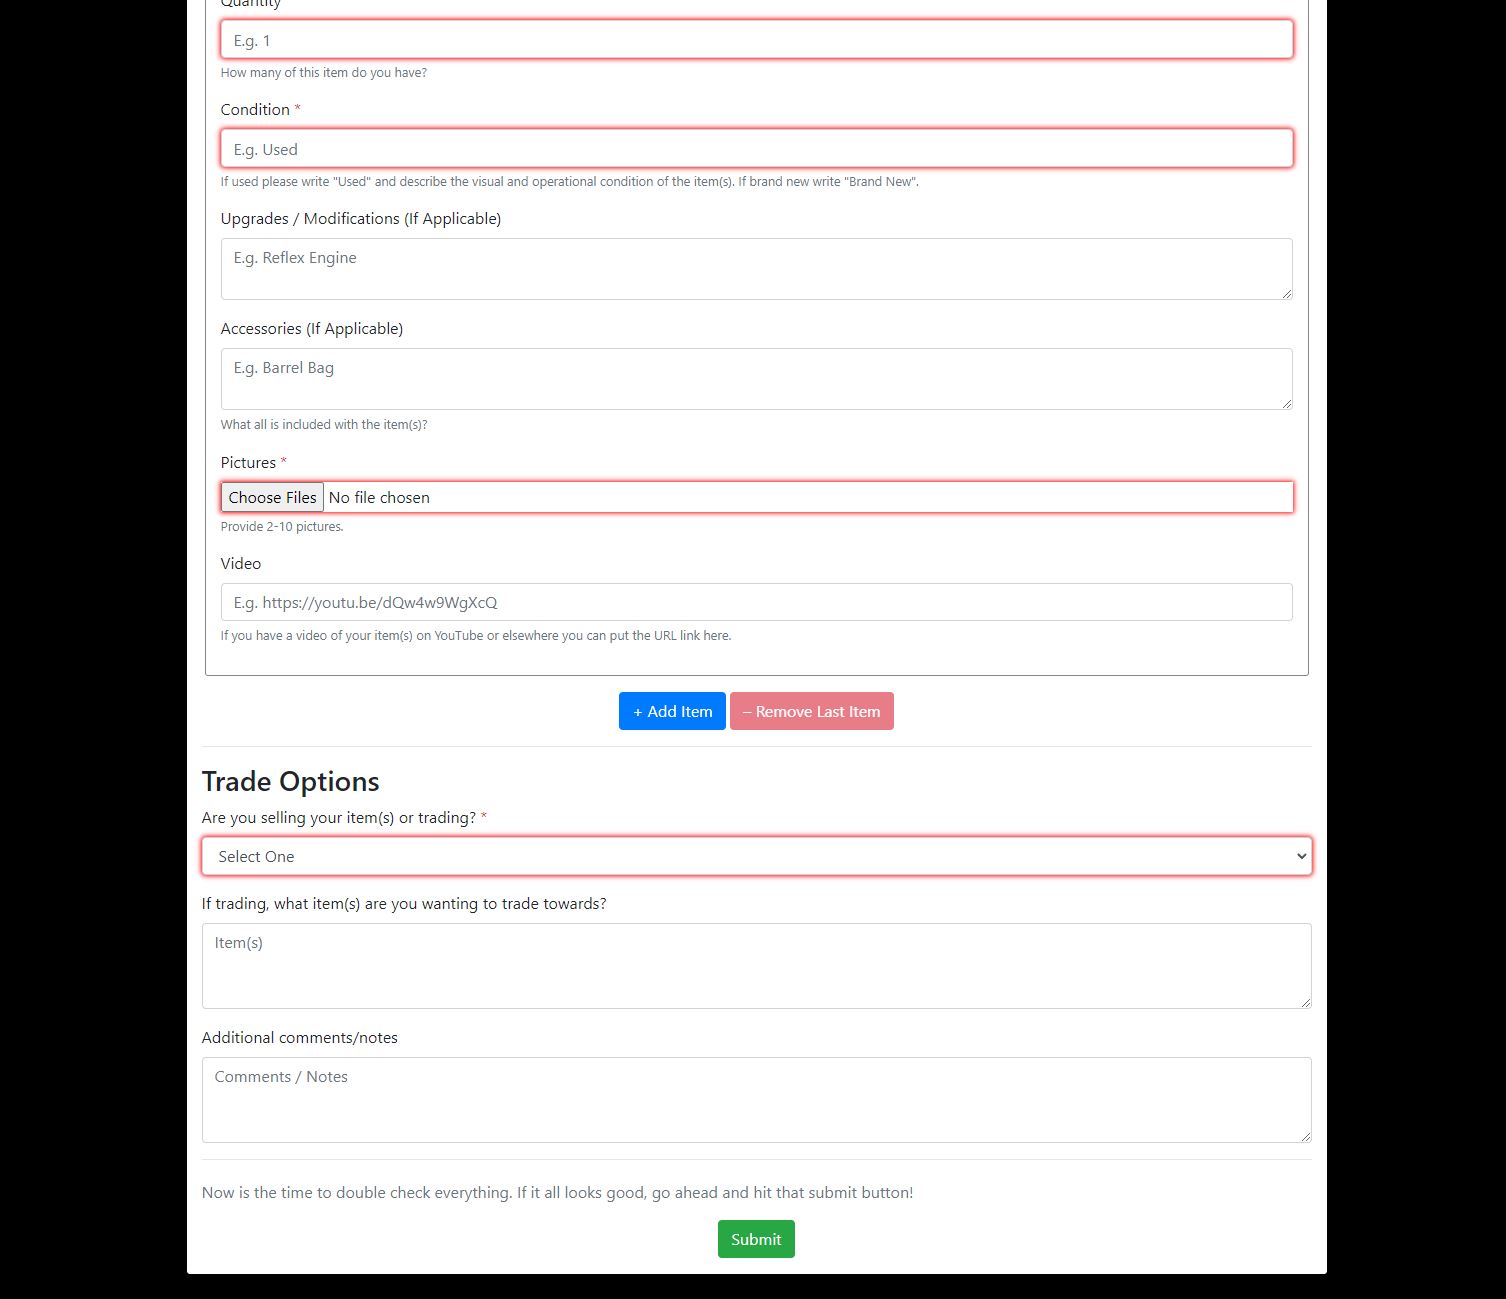 Quantity
E.g. 1
How many of this item do you have?
Condition *
E.g. Used
If used please write "Used" and describe the visual and operational condition of the item(s). If brand new write "Brand New".
Upgrades / Modifications (If Applicable)
E.g. Reflex Engine
Accessories (If Applicable)
E.g. Barrel Bag
What all is included with the item(s)?
Pictures *
Choose Files No file chosen
Provide 2-10 pictures.
Video
E.g. https://youtu.be/dQw4w9WgXcQ
If you have a video of your item(s) on YouTube or elsewhere you can put the URL link here.
+ Add Item – Remove Last Item
Trade Options
Are you selling your item(s) or trading? *
Select One
If trading, what item(s) are you wanting to trade towards?
Item(s)
Additional comments/notes
Comments / Notes
Now is the time to double check everything. If it all looks good, go ahead and hit that submit button!
Submit